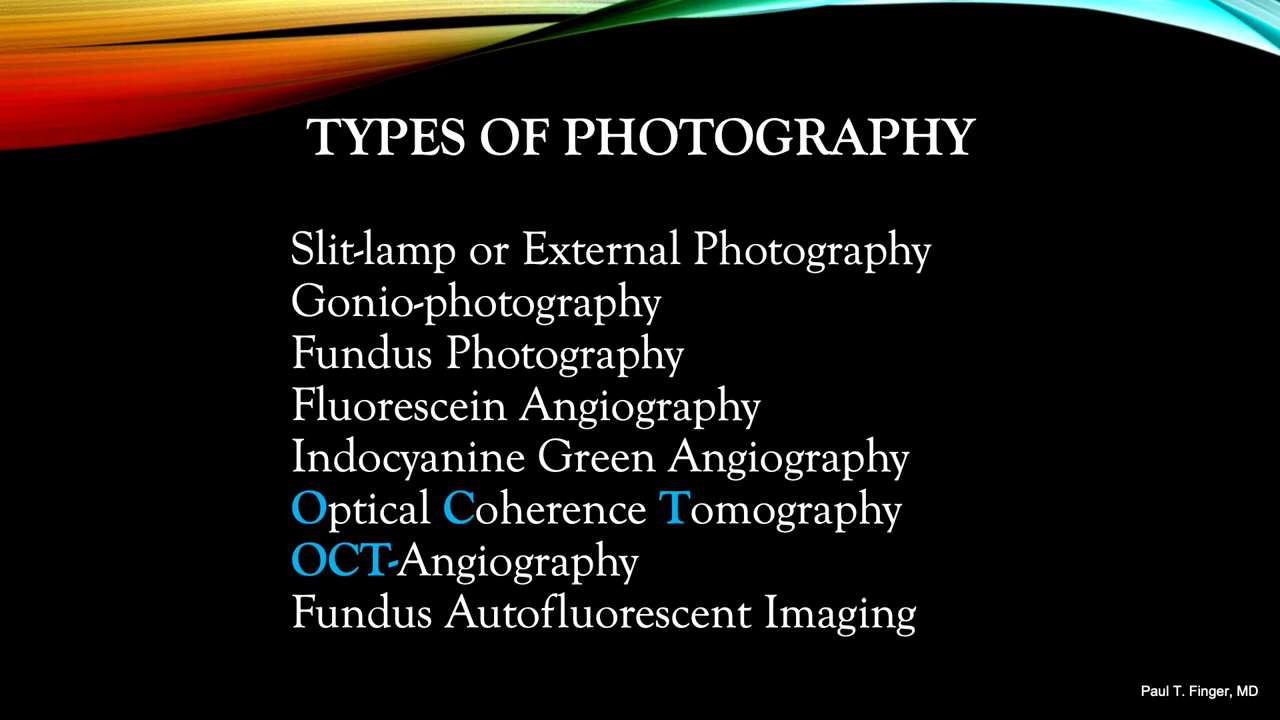 TYPES OF PHOTOGRAPHY
Slit-lamp or External Photography
Gonio-photography
Fundus Photography
Fluorescein Angiography
Indocyanine Green Angiography
Optical Coherence Tomography
OCT-Angiography
Fundus Autofluorescent Imaging
Paul T. Finger, MD